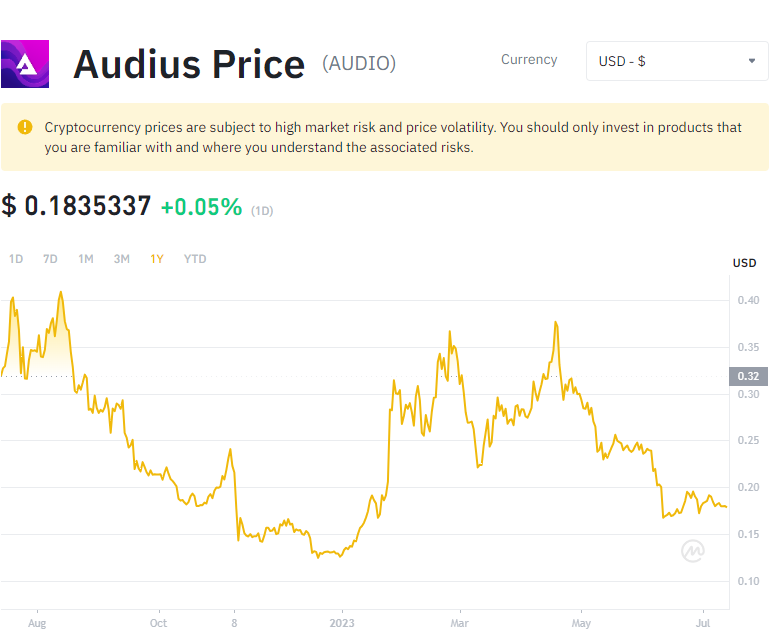 Audius Price (AUDIO)
Currency
USD - $
Cryptocurrency prices are subject to high market risk and price volatility. You should only invest in products that
you are familiar with and where you understand the associated risks.
$ 0.1835337 +0.05% (1D)
1D 7D 1M 3M 1Y YTD
USD
0.40
0.35
0.32
0.30
0.25
0.20
0.15
0.10
Aug Oct 8 2023 Mar May Jul